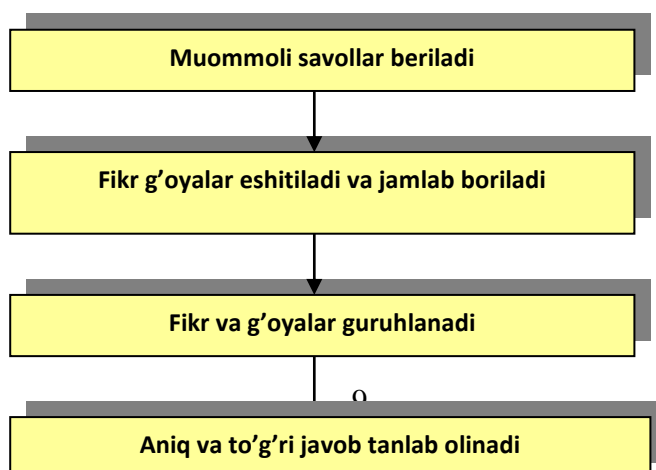 Muommoli savollar beriladi
Fikr g’oyalar eshitiladi va jamlab boriladi
Fikr va g’oyalar guruhlanadi
9
Aniq va to’g’ri javob tanlab olinadi